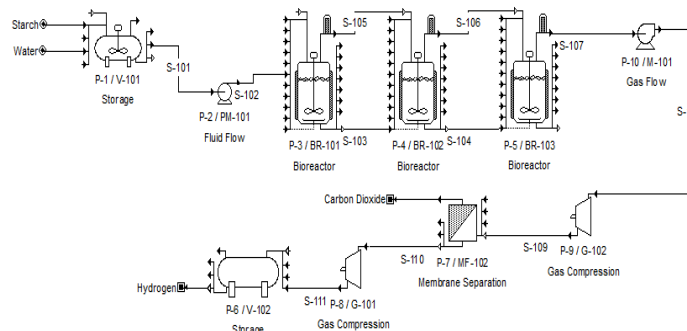 Starch
Water
P-1 / V-101
Storage
S-101
S-102
P-2 / PM-101
Fluid Flow
S-105
S-103
P-3 / BR-101
Bioreactor
S-106
S-104
P-4 / BR-102
Bioreactor
S-107
P-5 / BR-103
Bioreactor
P-10 / M-101
Gas Flow
S-
Carbon Dioxide
P-7 / MF-102
Membrane Separation
S-109
P-9 / G-102
Gas Compression
S-110
P-8 / G-101
Gas Compression
S-111
Hydrogen
P-6 / V-102
Storage